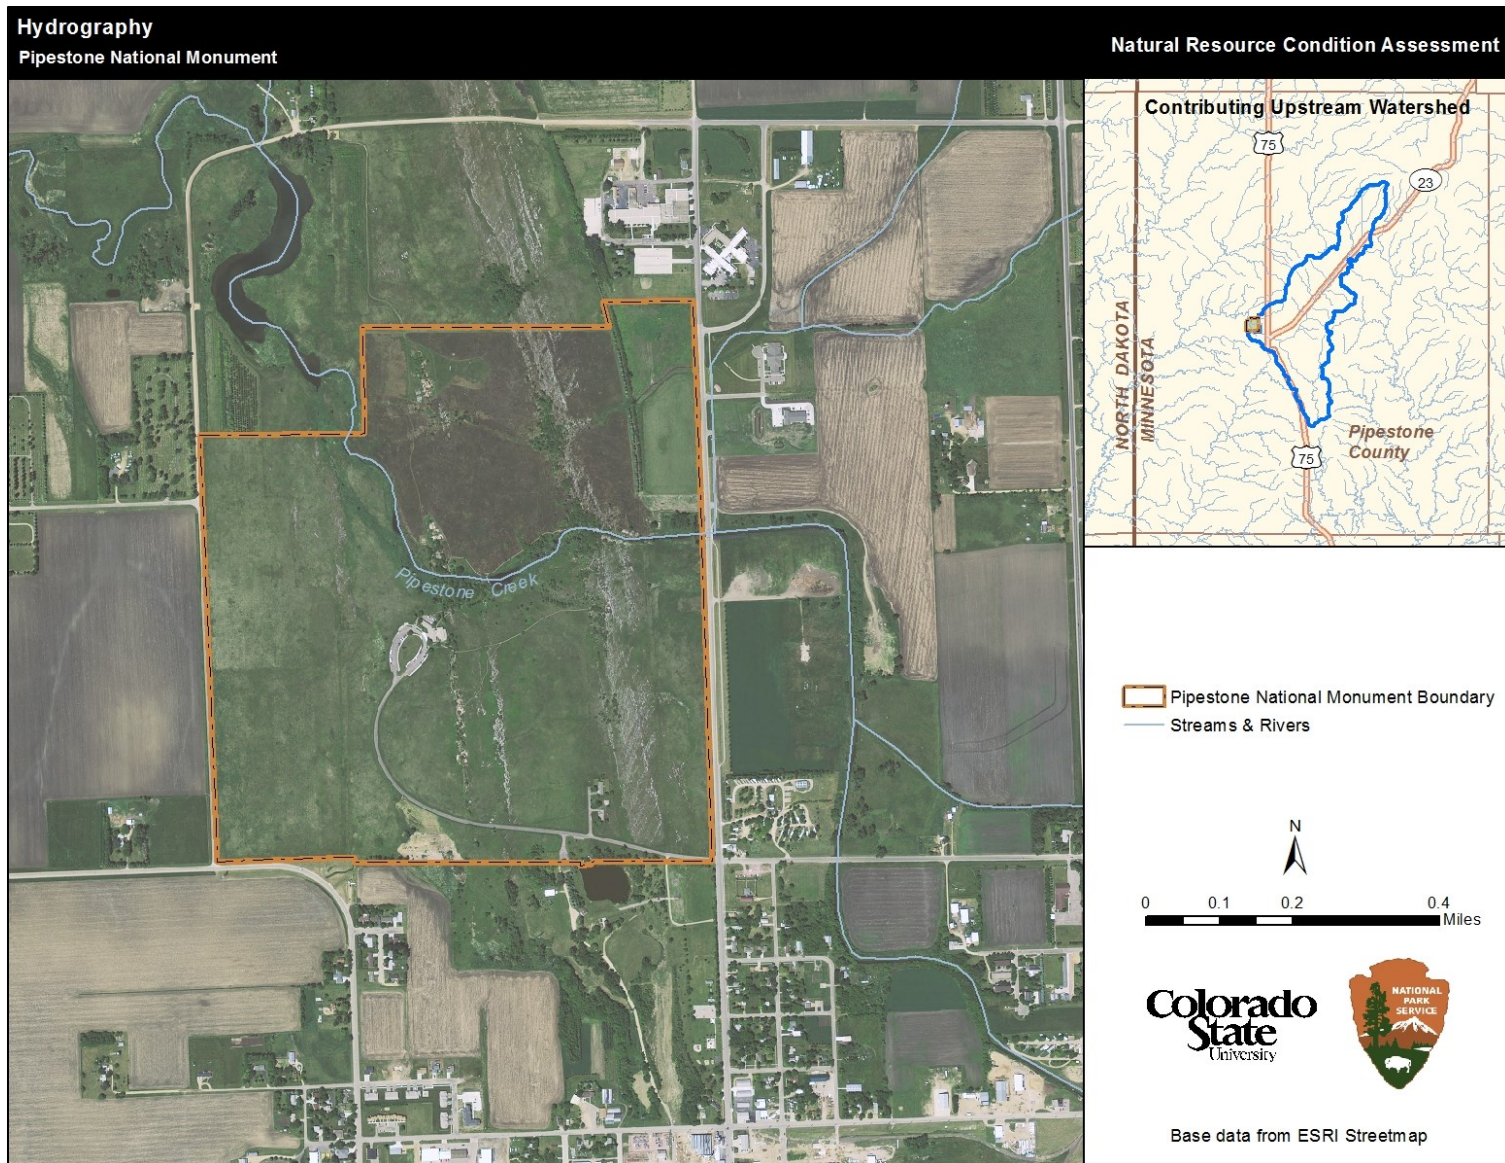 Hydrography
Pipestone National Monument
Natural Resource Condition Assessment
Contributing Upstream Watershed
75
23
NORTH DAKOTA
MINNESOTA
Pipestone
County
75
Pipestone Creek
Pipestone National Monument Boundary
Streams & Rivers
N
0 0.1 0.2 0.4
Miles
Colorado
State
University
NATIONAL
PARK
SERVICE
Base data from ESRI Streetmap